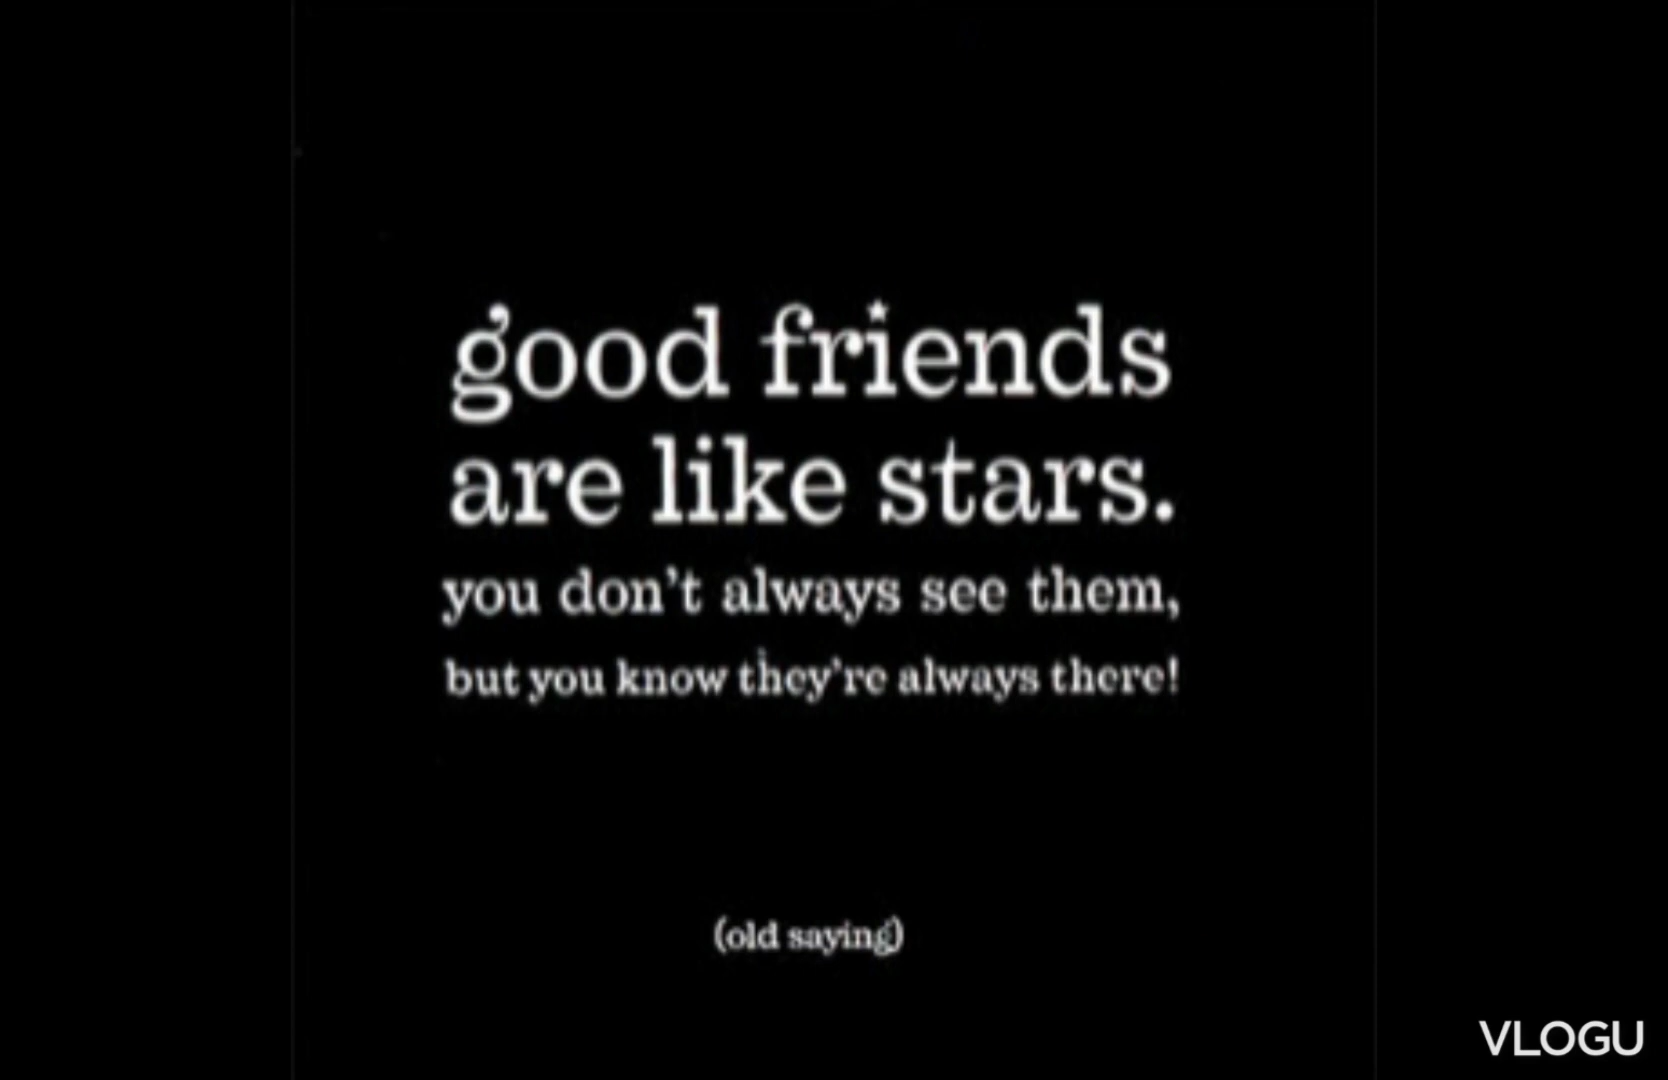 good friends
are like stars.
you don't always see them,
but you know they're always there!
(old saying)
VLOGU